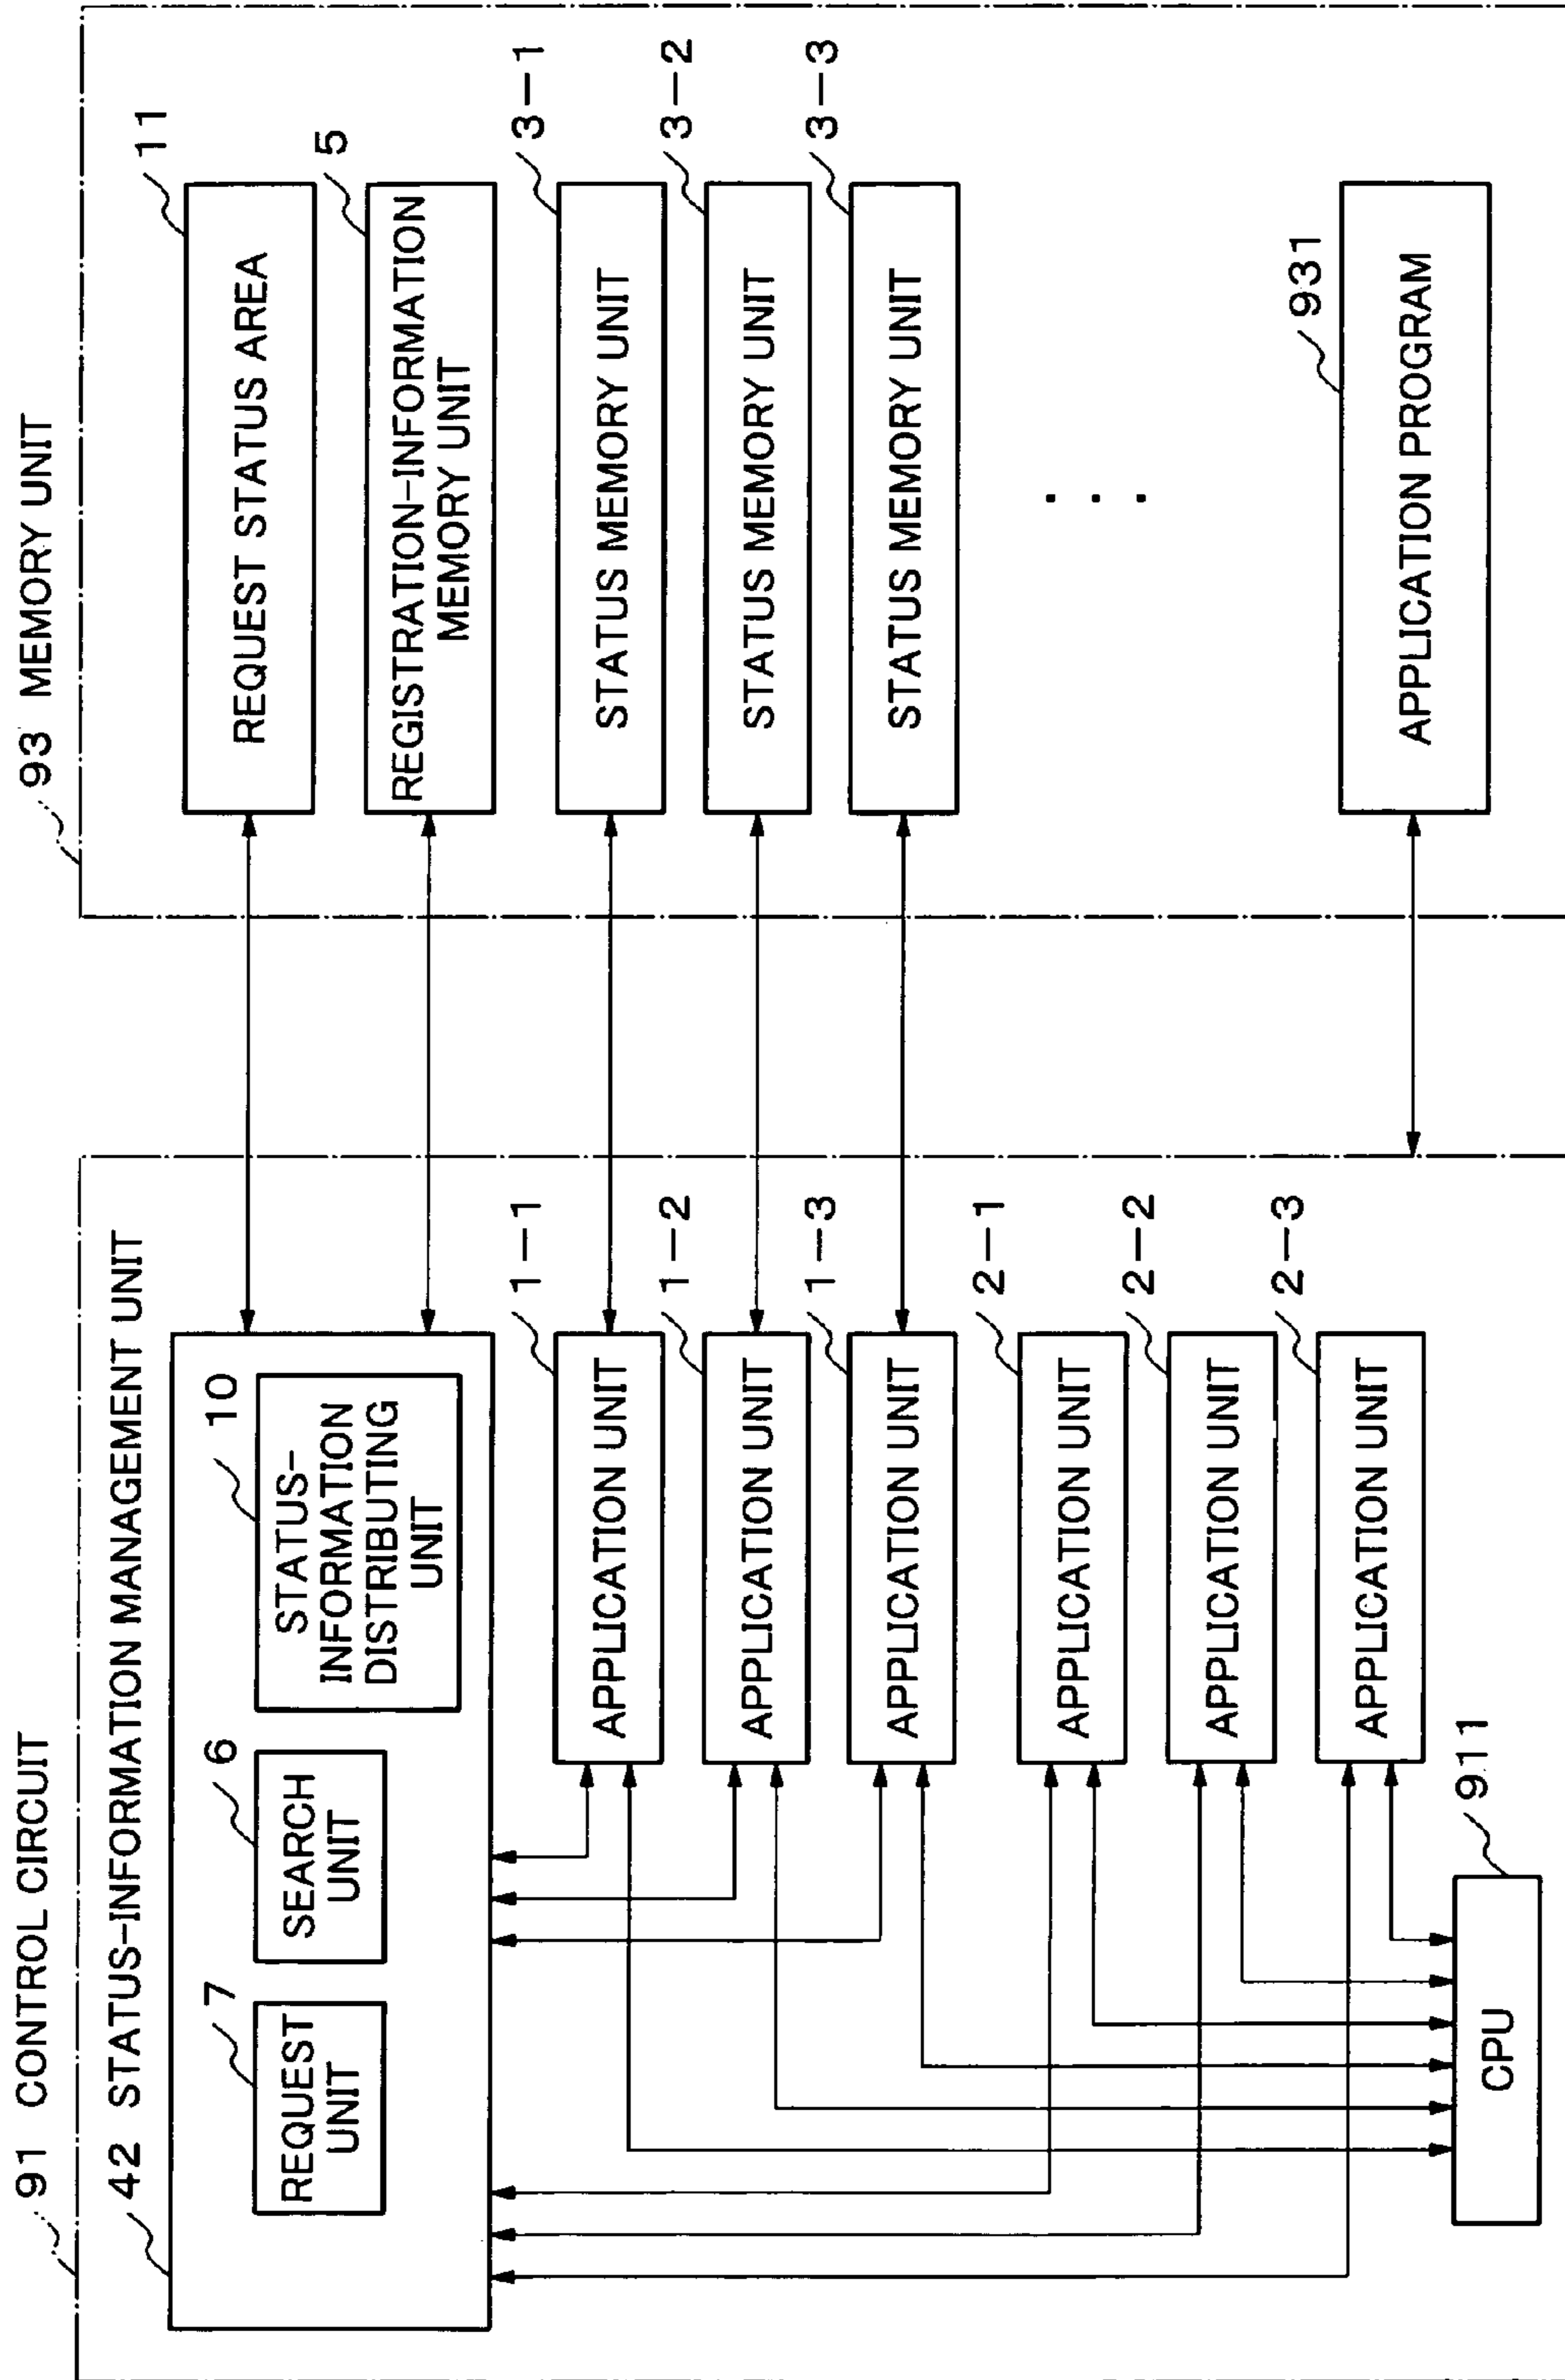 91 CONTROL CIRCUIT
42 STATUS-INFORMATION MANAGEMENT UNIT
7
REQUEST
UNIT
6
SEARCH
UNIT
10
STATUS-
INFORMATION
DISTRIBUTING
UNIT
1-1
APPLICATION UNIT
1-2
APPLICATION UNIT
1-3
APPLICATION UNIT
2-1
APPLICATION UNIT
2-2
APPLICATION UNIT
2-3
APPLICATION UNIT
911
CPU
93 MEMORY UNIT
11
REQUEST STATUS AREA
5
REGISTRATION-INFORMATION
MEMORY UNIT
3-1
STATUS MEMORY UNIT
3-2
STATUS MEMORY UNIT
3-3
STATUS MEMORY UNIT
. . .
931
APPLICATION PROGRAM